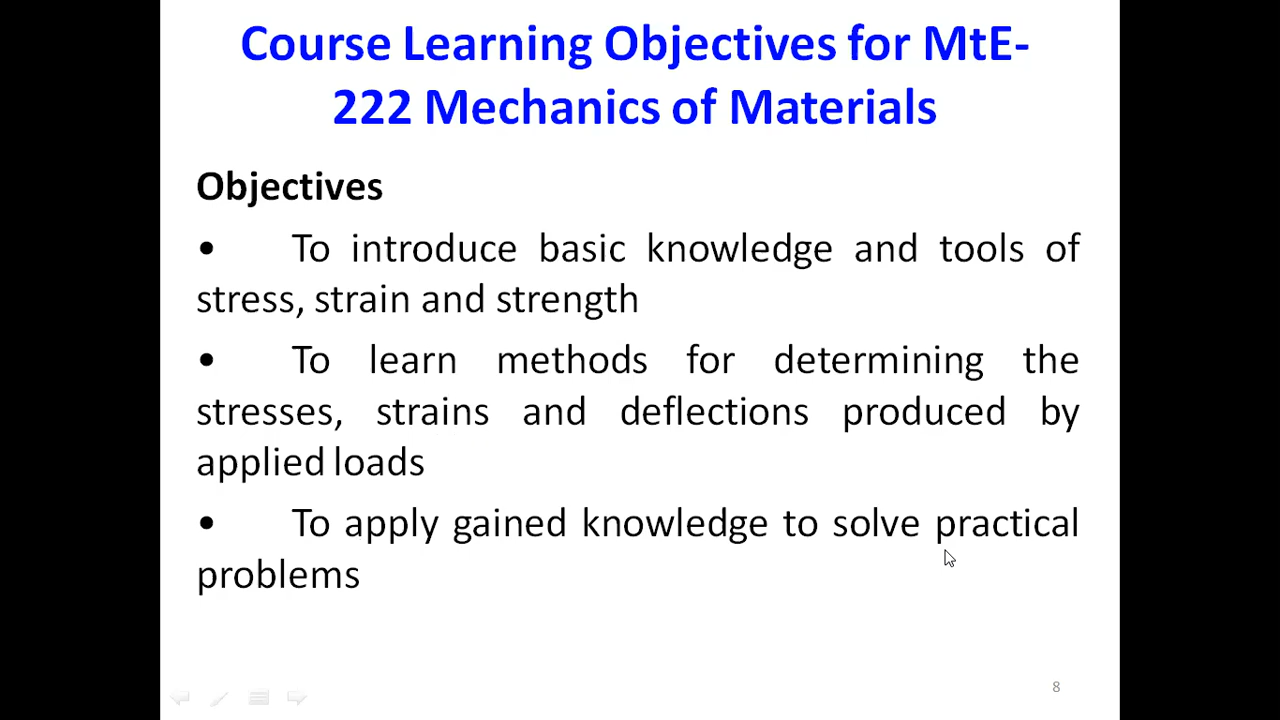 Course Learning Objectives for MtE-
222 Mechanics of Materials
Objectives
• To introduce basic knowledge and tools of
stress, strain and strength
• To learn methods for determining the
stresses, strains and deflections produced by
applied loads
• To apply gained knowledge to solve practical
problems
8